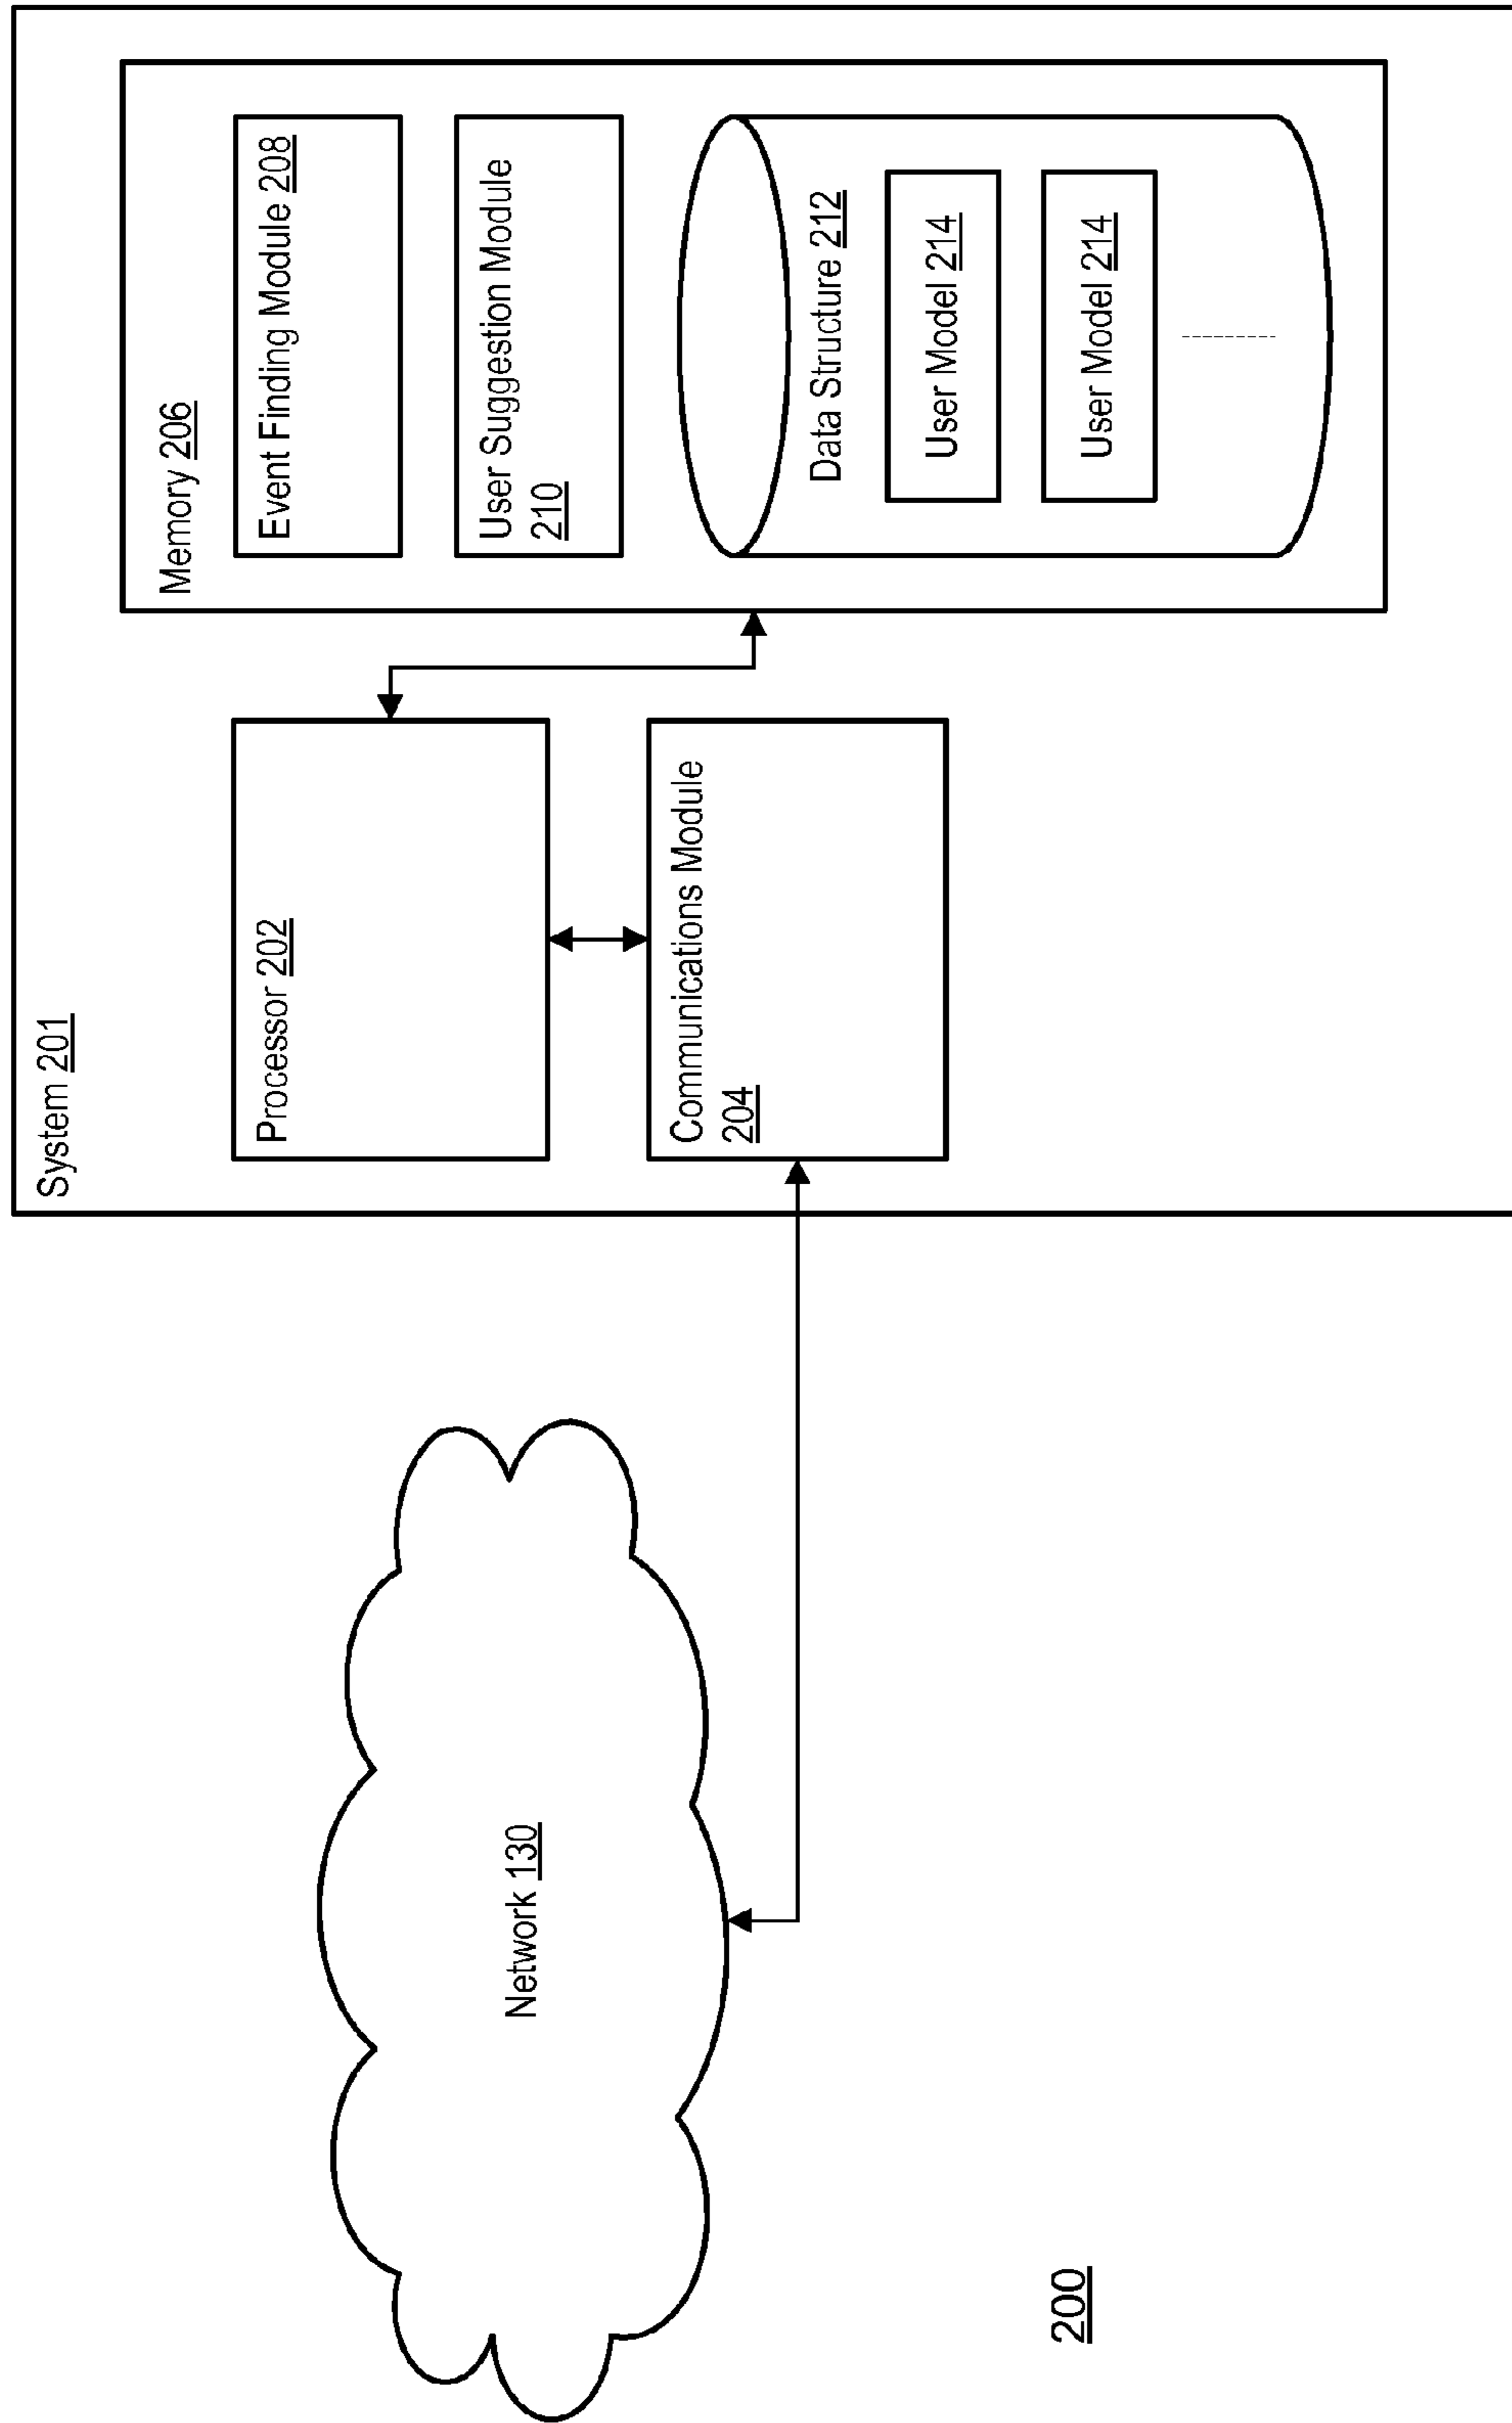 System 201
Processor 202
Communications Module
204
Memory 206
Event Finding Module 208
User Suggestion Module
210
Data Structure 212
User Model 214
User Model 214
Network 130
200